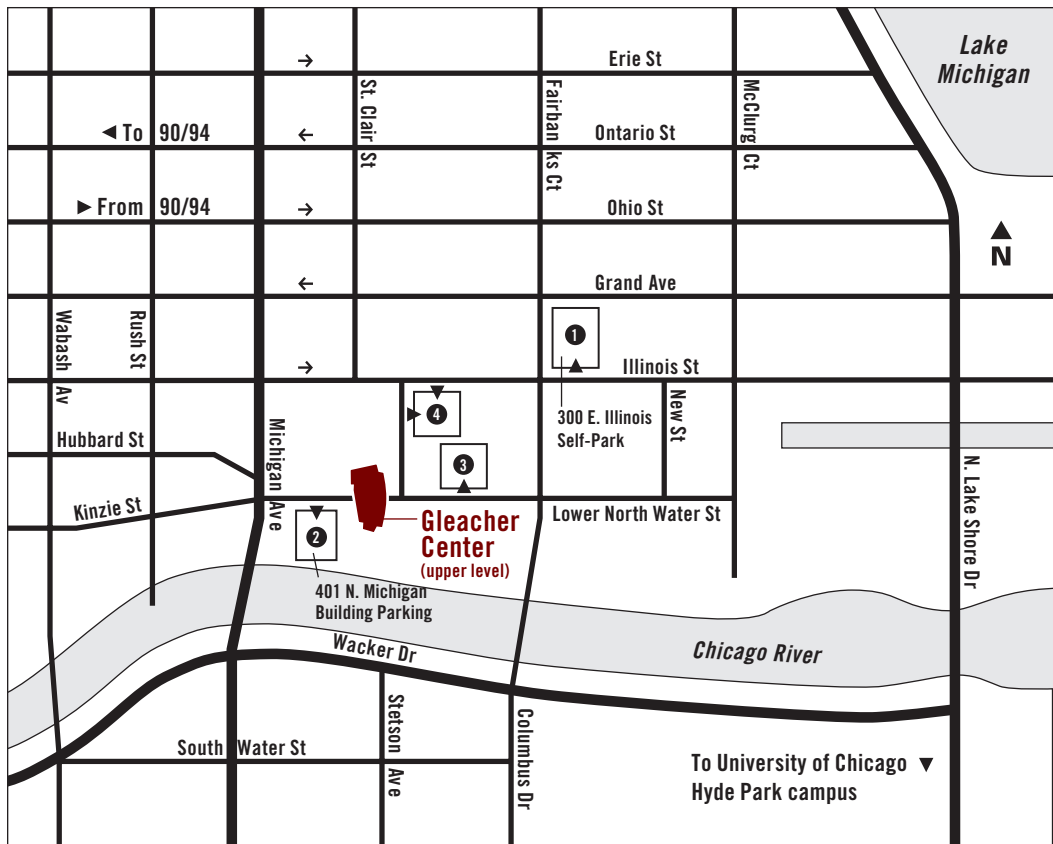 Erie St
Lake
Michigan
St. Clair St
Fairbanks Ct
McClurg Ct
◄ To 90/94
Ontario St
► From 90/94
Ohio St
N
Grand Ave
Wabash Av
Rush St
1
Illinois St
4
300 E. Illinois
Self-Park
New St
Michigan Ave
Hubbard St
3
N. Lake Shore Dr
Kinzie St
Lower North Water St
Gleacher
Center
(upper level)
2
401 N. Michigan
Building Parking
Wacker Dr
Chicago River
Stetson Ave
Columbus Dr
South Water St
To University of Chicago ▼
Hyde Park campus